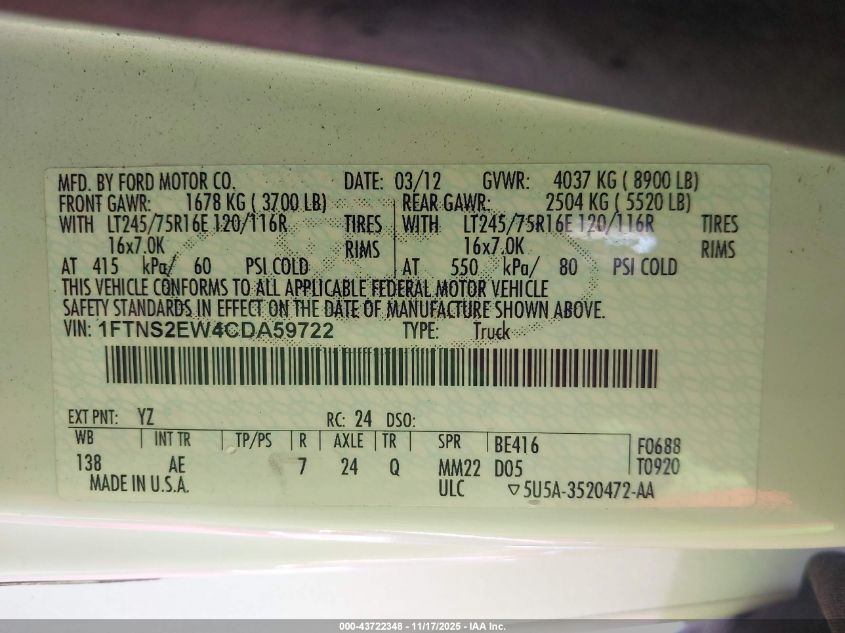 MFD. BY FORD MOTOR CO. DATE: 03/12 GVWR: 4037 KG ( 8900 LB)
FRONT GAWR: 1678 KG ( 3700 LB) REAR GAWR: 2504 KG ( 5520 LB)
WITH LT245/75R16E 120/116R TIRES WITH LT245/75R16E 120/116R TIRES
16x7.0K RIMS 16x7.0K RIMS
AT 415 kPa/ 60 PSI COLD AT 550 kPa/ 80 PSI COLD
THIS VEHICLE CONFORMS TO ALL APPLICABLE FEDERAL MOTOR VEHICLE
SAFETY STANDARDS IN EFFECT ON THE DATE OF MANUFACTURE SHOWN ABOVE.
VIN: 1FTNS2EW4CDA59722 TYPE: Truck
EXT PNT: YZ RC: 24 DSO:
WB INT TR TP/PS R AXLE TR SPR BE416 F0688
138 AE 7 24 Q MM22 D05 T0920
MADE IN U.S.A. ULC ▽5U5A-3520472-AA
000-43722348 - 11/17/2025 - IAA Inc.